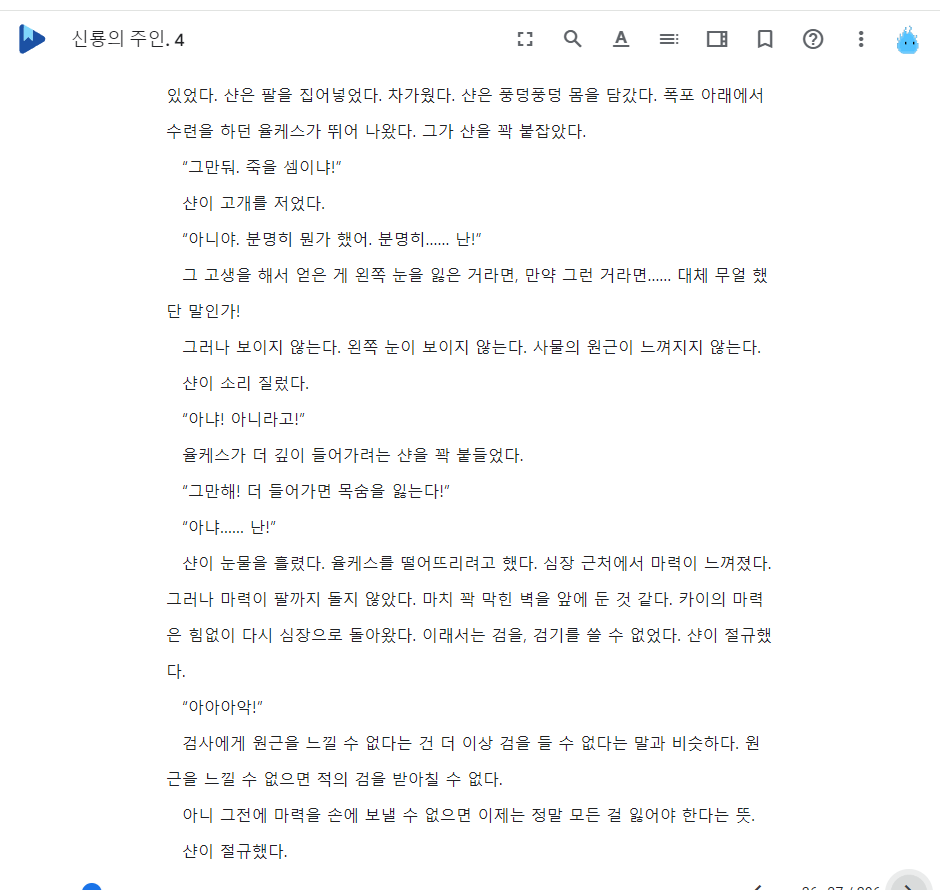 신룡의 주인. 4
있었다. 샨은 팔을 집어넣었다. 차가웠다. 샨은 풍덩풍덩 몸을 담갔다. 폭포 아래에서
수련을 하던 율케스가 뛰어 나왔다. 그가 샨을 꽉 붙잡았다.
“그만둬. 죽을 셈이냐!”
샨이 고개를 저었다.
“아니야. 분명히 뭔가 했어. 분명히...... 난!”
그 고생을 해서 얻은 게 왼쪽 눈을 잃은 거라면, 만약 그런 거라면...... 대체 무얼 했
단 말인가!
그러나 보이지 않는다. 왼쪽 눈이 보이지 않는다. 사물의 원근이 느껴지지 않는다.
샨이 소리 질렀다.
“아냐! 아니라고!”
율케스가 더 깊이 들어가려는 샨을 꽉 붙들었다.
“그만해! 더 들어가면 목숨을 잃는다!”
“아냐...... 난!”
샨이 눈물을 흘렸다. 율케스를 떨어뜨리려고 했다. 심장 근처에서 마력이 느껴졌다.
그러나 마력이 팔까지 돌지 않았다. 마치 꽉 막힌 벽을 앞에 둔 것 같다. 카이의 마력
은 힘없이 다시 심장으로 돌아왔다. 이래서는 검을, 검기를 쓸 수 없었다. 샨이 절규했
다.
“아아아악!”
검사에게 원근을 느낄 수 없다는 건 더 이상 검을 들 수 없다는 말과 비슷하다. 원
근을 느낄 수 없으면 적의 검을 받아칠 수 없다.
아니 그전에 마력을 손에 보낼 수 없으면 이제는 정말 모든 걸 잃어야 한다는 뜻.
샨이 절규했다.